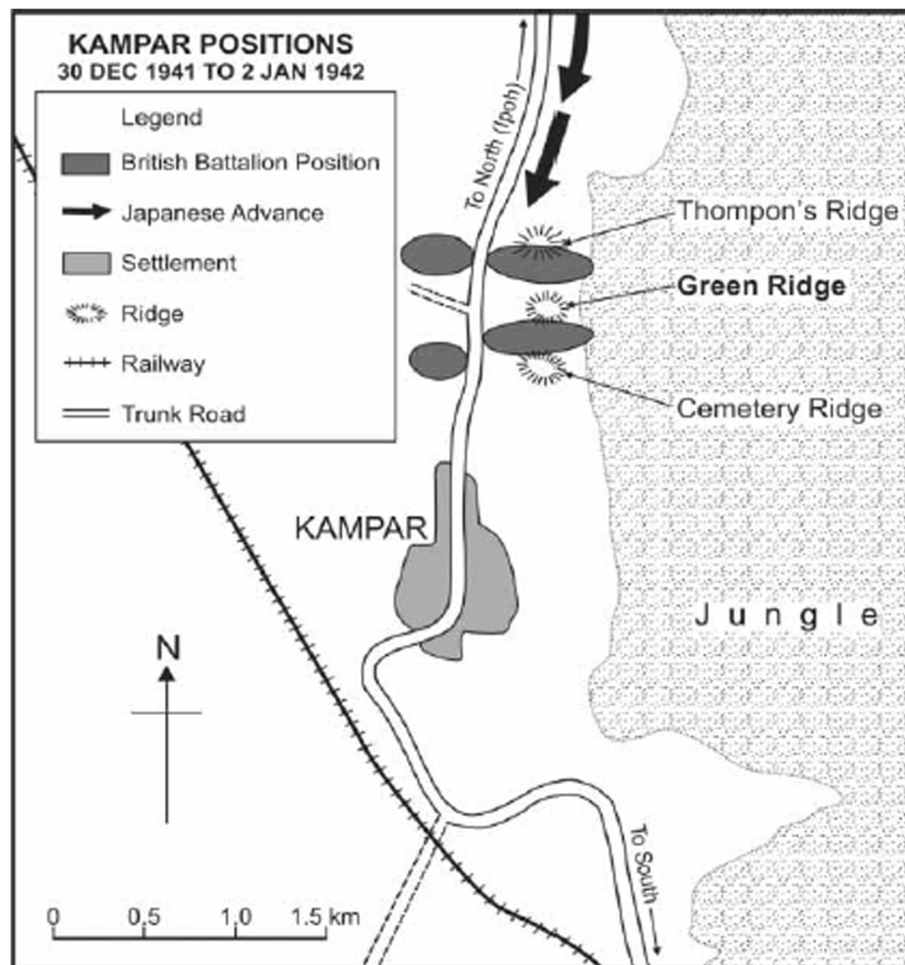 KAMPAR POSITIONS
30 DEC 1941 TO 2 JAN 1942
Legend
British Battalion Position
Japanese Advance
Settlement
Ridge
Railway
Trunk Road
To North (Ipoh)
Thompon's Ridge
Green Ridge
Cemetery Ridge
KAMPAR
Jungle
N
To South
0 0.5 1.0 1.5 km